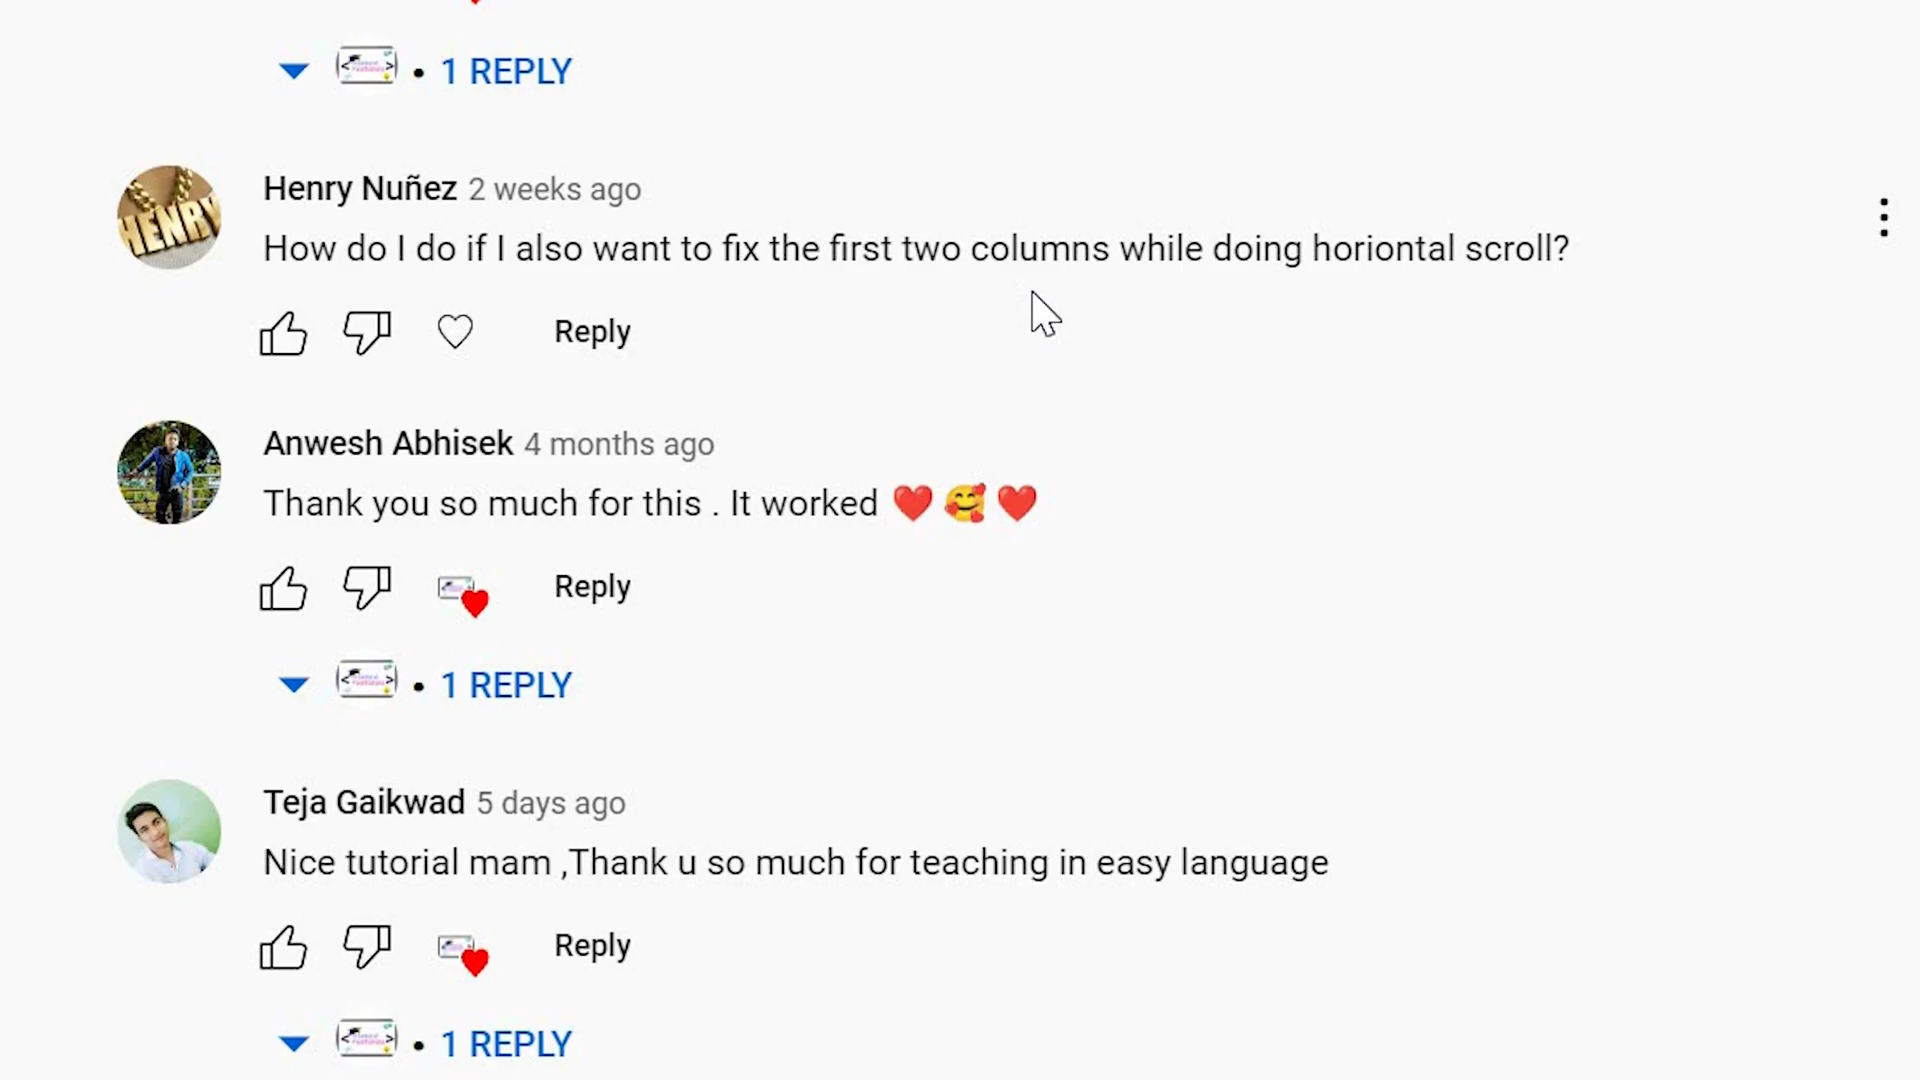 1 REPLY
Henry Nuñez 2 weeks ago
How do I do if I also want to fix the first two columns while doing horiontal scroll?
Reply
Anwesh Abhisek 4 months ago
Thank you so much for this . It worked ❤️ 🥰 ❤️
Reply
1 REPLY
Teja Gaikwad 5 days ago
Nice tutorial mam ,Thank u so much for teaching in easy language
Reply
1 REPLY
HENRY